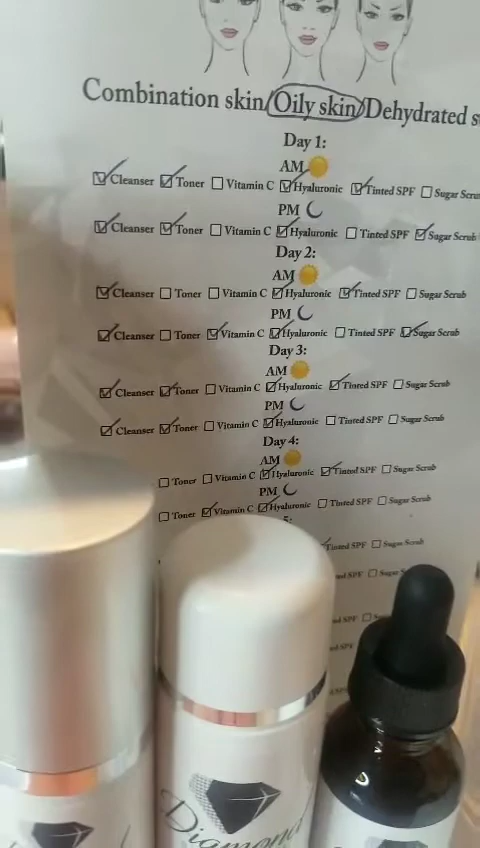 Combination skin/Oily skin/Dehydrated
Day 1:
AM
Cleanser Toner Vitamin C Hyaluronic Tinted SPF Sugar Scrub
PM
Cleanser Toner Vitamin C Hyaluronic Tinted SPF Sugar Scrub
Day 2:
AM
Cleanser Toner Vitamin C Hyaluronic Tinted SPF Sugar Scrub
PM
Cleanser Toner Vitamin C Hyaluronic Tinted SPF Sugar Scrub
Day 3:
AM
Cleanser Toner Vitamin C Hyaluronic Tinted SPF Sugar Scrub
PM
Cleanser Toner Vitamin C Hyaluronic Tinted SPF Sugar Scrub
Day 4:
AM
Toner Vitamin C Hyaluronic Tinted SPF Sugar Scrub
PM
Toner Vitamin C Hyaluronic Tinted SPF Sugar Scrub
5:
Tinted SPF Sugar Scrub
SPF
SPF
SPF
Diamond